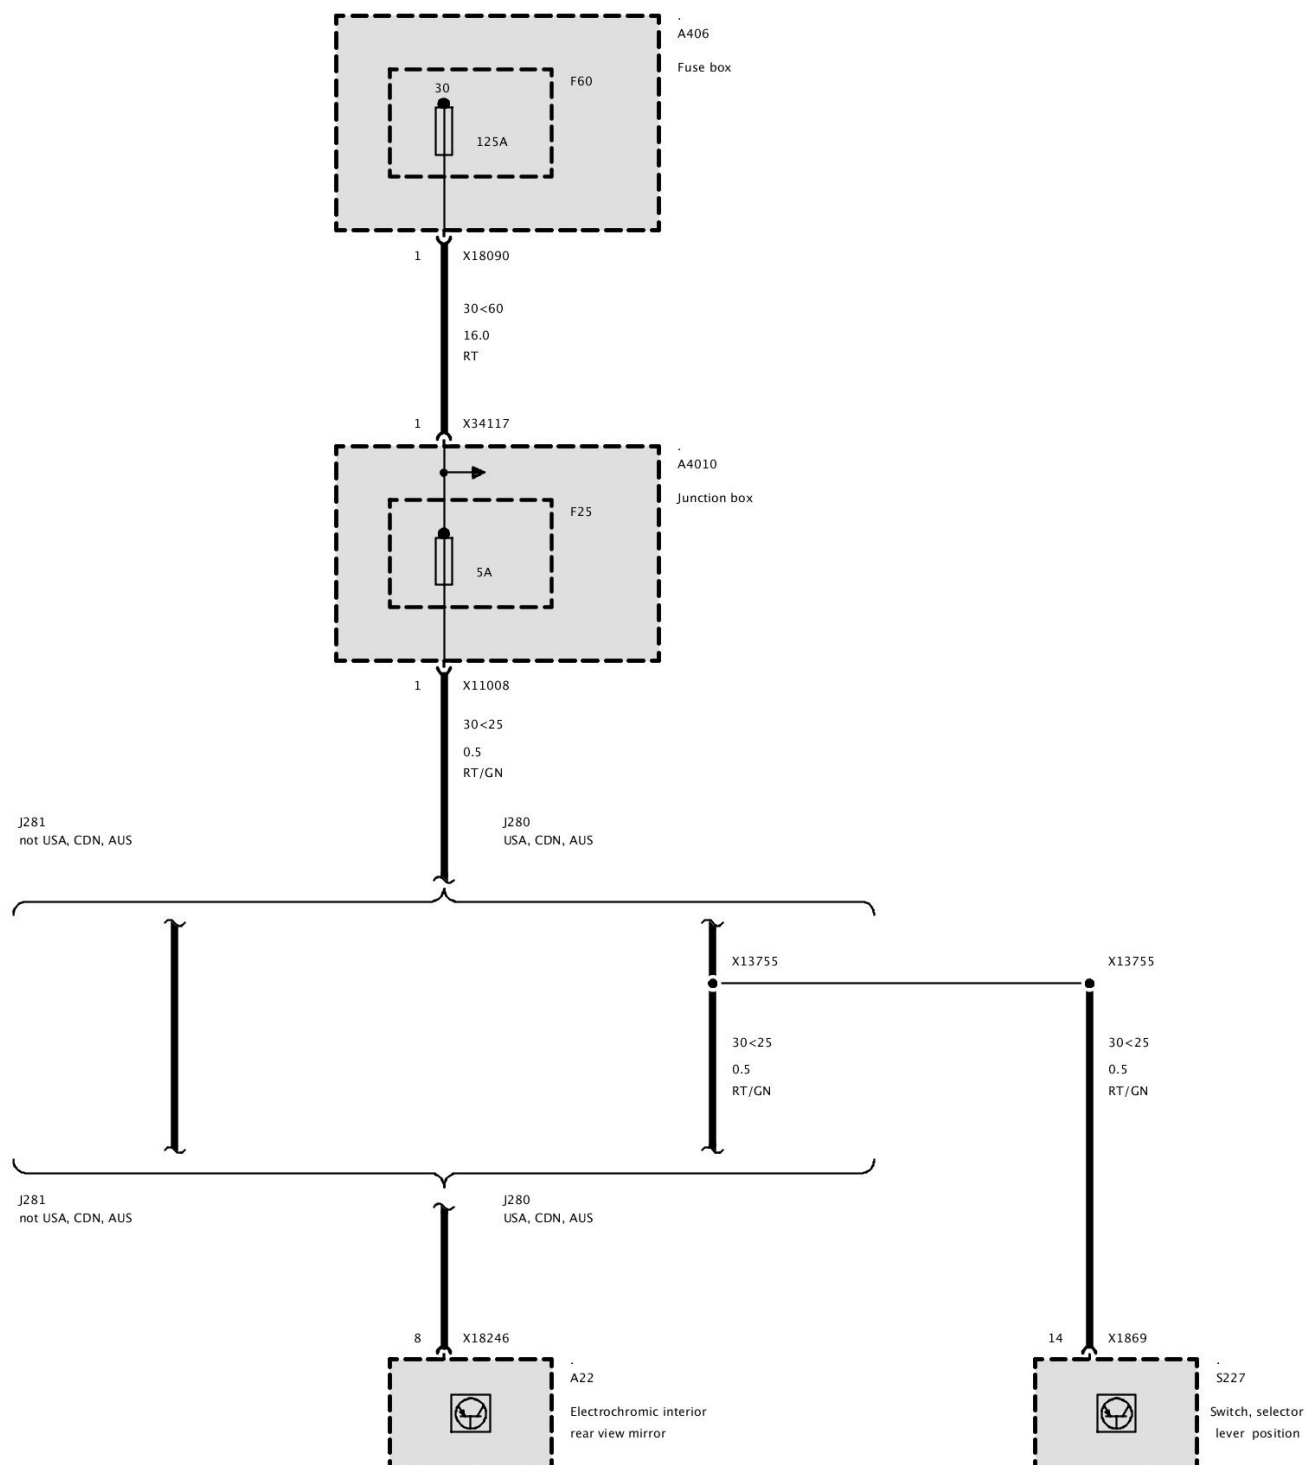 .
A406
Fuse box
F60
30
125A
1 X18090
30<60
16.0
RT
1 X34117
.
A4010
Junction box
F25
5A
1 X11008
30<25
0.5
RT/GN
J281
not USA, CDN, AUS
J280
USA, CDN, AUS
X13755
X13755
30<25
0.5
RT/GN
30<25
0.5
RT/GN
J281
not USA, CDN, AUS
J280
USA, CDN, AUS
8 X18246
14 X1869
.
A22
Electrochromic interior
rear view mirror
.
S227
Switch, selector
lever position